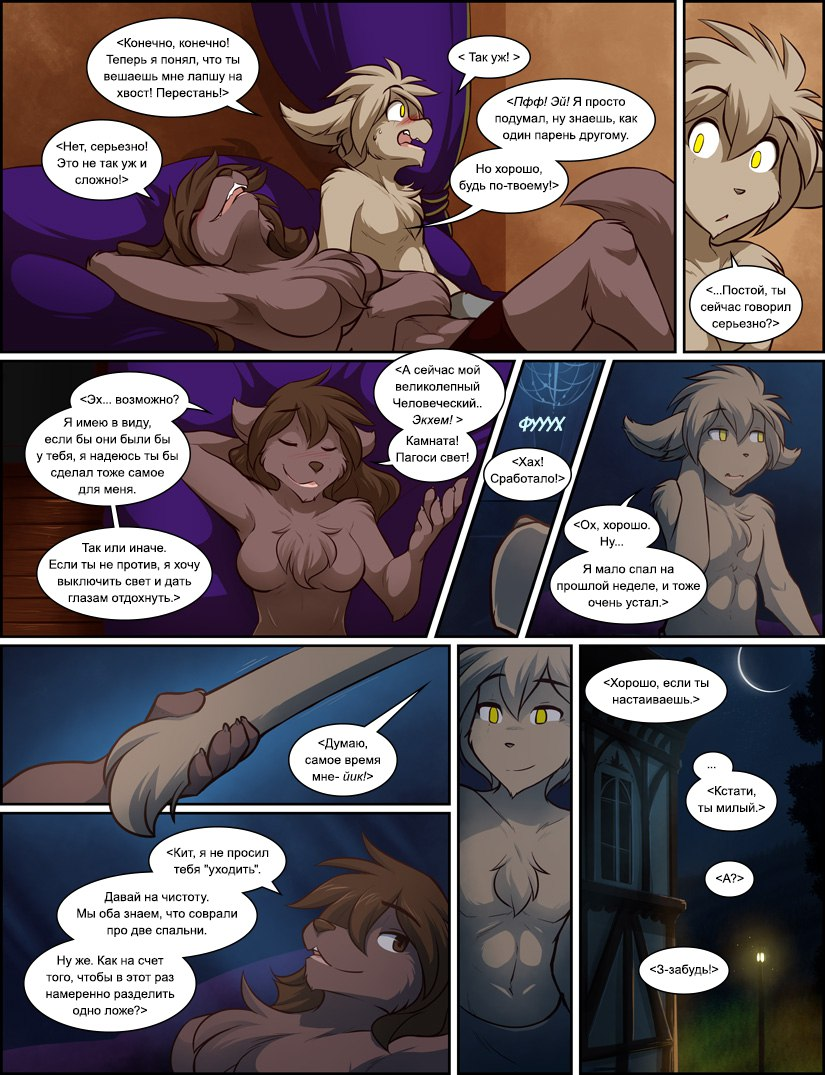 <Конечно, конечно!
Теперь я понял, что ты
вешаешь мне лапшу на
хвост! Перестань!>
< Так уж! >
<Нет, серьезно!
Это не так уж и
сложно!>
<Пфф! Эй! Я просто
подумал, ну знаешь, как
один парень другому.
Но хорошо,
будь по-твоему!>
<...Постой, ты
сейчас говорил
серьезно?>
<Эх... возможно?
Я имею в виду,
если бы они были бы
у тебя, я надеюсь ты бы
сделал тоже самое
для меня.
Так или иначе.
Если ты не против, я хочу
выключить свет и дать
глазам отдохнуть.>
<А сейчас мой
великолепный
Человеческий..
Экхем! >
Камната!
Пагоси свет!
ФУУУХ
<Хах!
Сработало!>
<Ох, хорошо.
Ну...
Я мало спал на
прошлой неделе, и тоже
очень устал.>
<Думаю,
самое время
мне- йик!>
<Кит, я не просил
тебя "уходить".
Давай на чистоту.
Мы оба знаем, что соврали
про две спальни.
Ну же. Как на счет
того, чтобы в этот раз
намеренно разделить
одно ложе?>
<Хорошо, если ты
настаиваешь.>
...
<Кстати,
ты милый.>
<А?>
<З-забудь!>